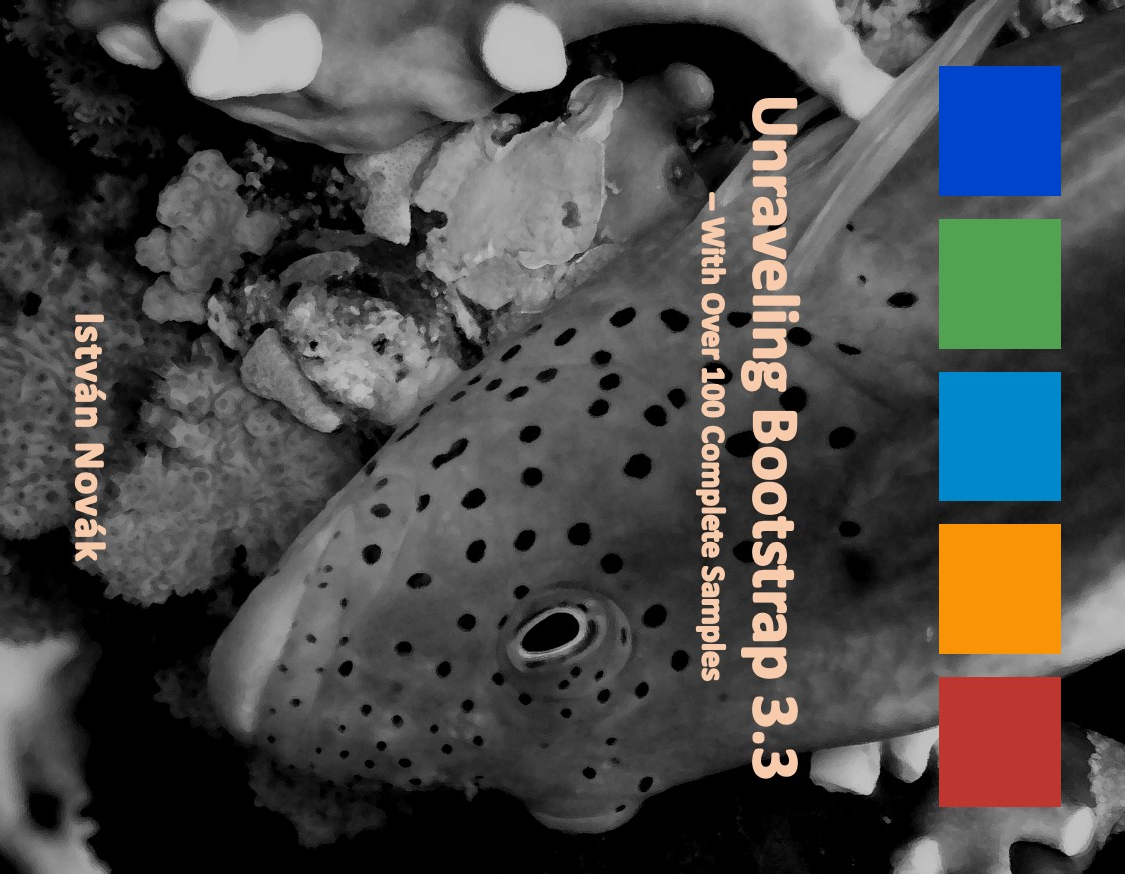 Unraveling Bootstrap 3.3
– With Over 100 Complete Samples
István Novák